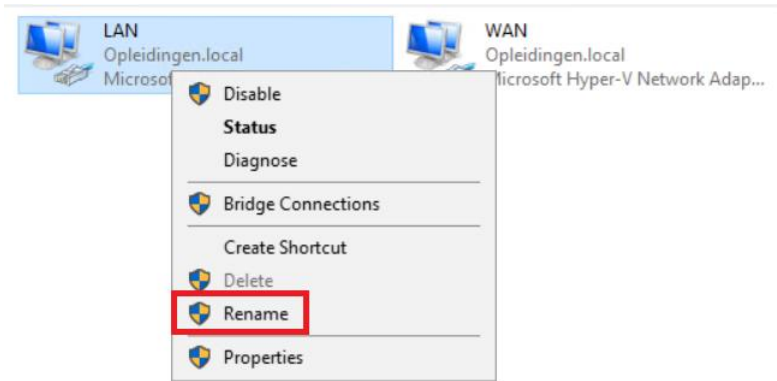 LAN
Opleidingen.local
Microsof
WAN
Opleidingen.local
Microsoft Hyper-V Network Adap...
Disable
Status
Diagnose
Bridge Connections
Create Shortcut
Delete
Rename
Properties